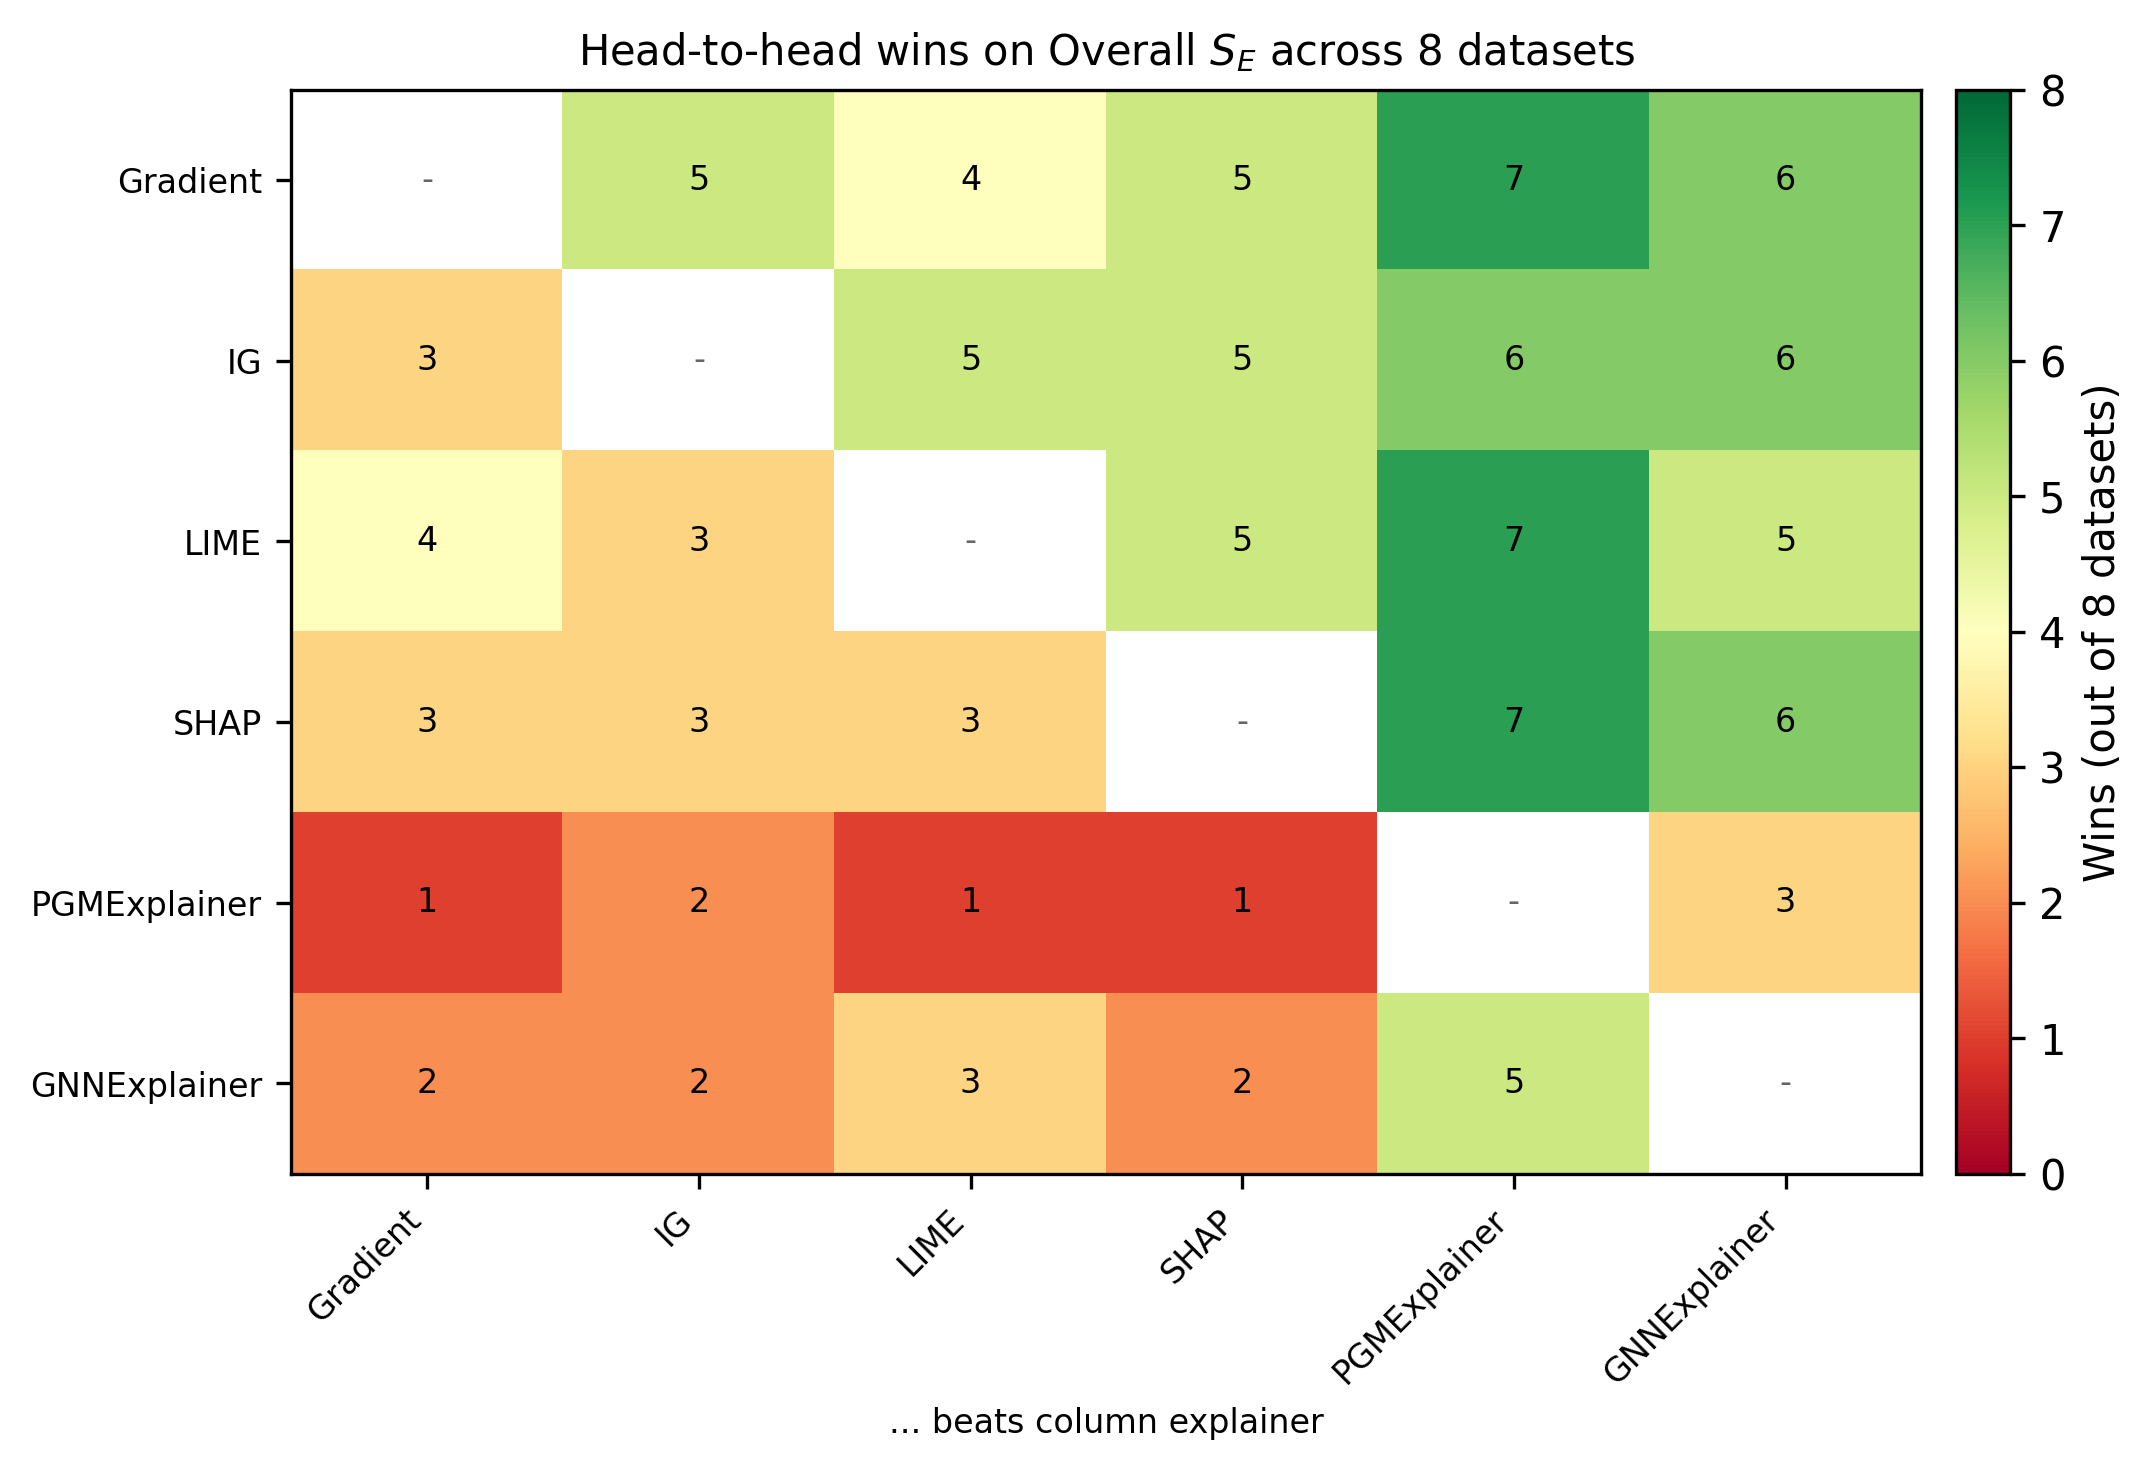 Head-to-head wins on Overall S_E across 8 datasets
Gradient - 5 4 5 7 6
IG 3 - 5 5 6 6
LIME 4 3 - 5 7 5
SHAP 3 3 3 - 7 6
PGMExplainer 1 2 1 1 - 3
GNNExplainer 2 2 3 2 5 -
Gradient IG LIME SHAP PGMExplainer GNNExplainer
... beats column explainer
8
7
6
5
4
3
2
1
0
Wins (out of 8 datasets)